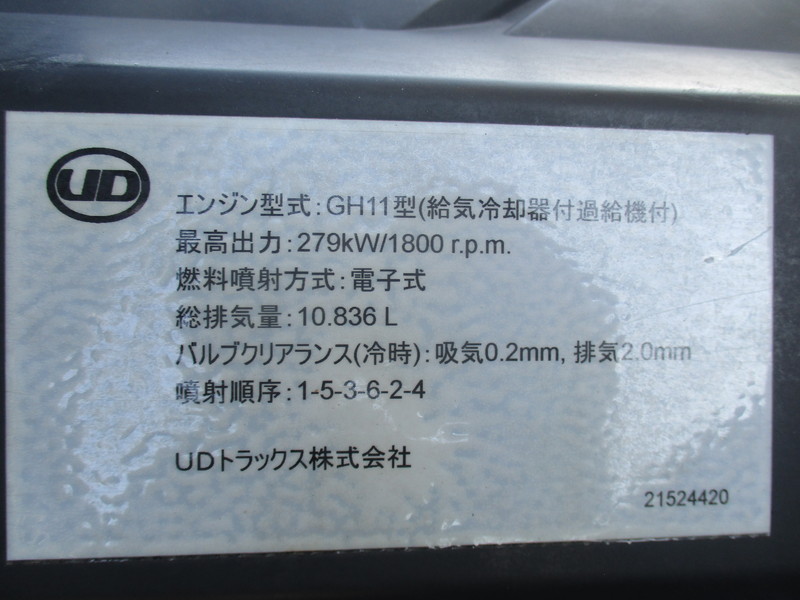 UD
エンジン型式:GH11型(給気冷却器付過給機付)
最高出力:279kW/1800 r.p.m.
燃料噴射方式:電子式
総排気量:10.836 L
バルブクリアランス(冷時):吸気0.2mm, 排気2.0mm
噴射順序:1-5-3-6-2-4
UDトラックス株式会社
21524420